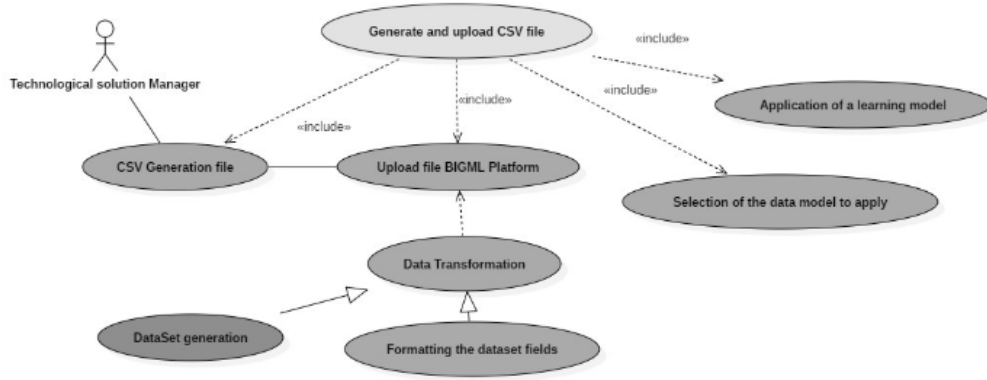 Generate and upload CSV file
«include»
Technological solution Manager
«include»
«include»
Application of a learning model
«include»
CSV Generation file
Upload file BIGML Platform
Selection of the data model to apply
Data Transformation
DataSet generation
Formatting the dataset fields